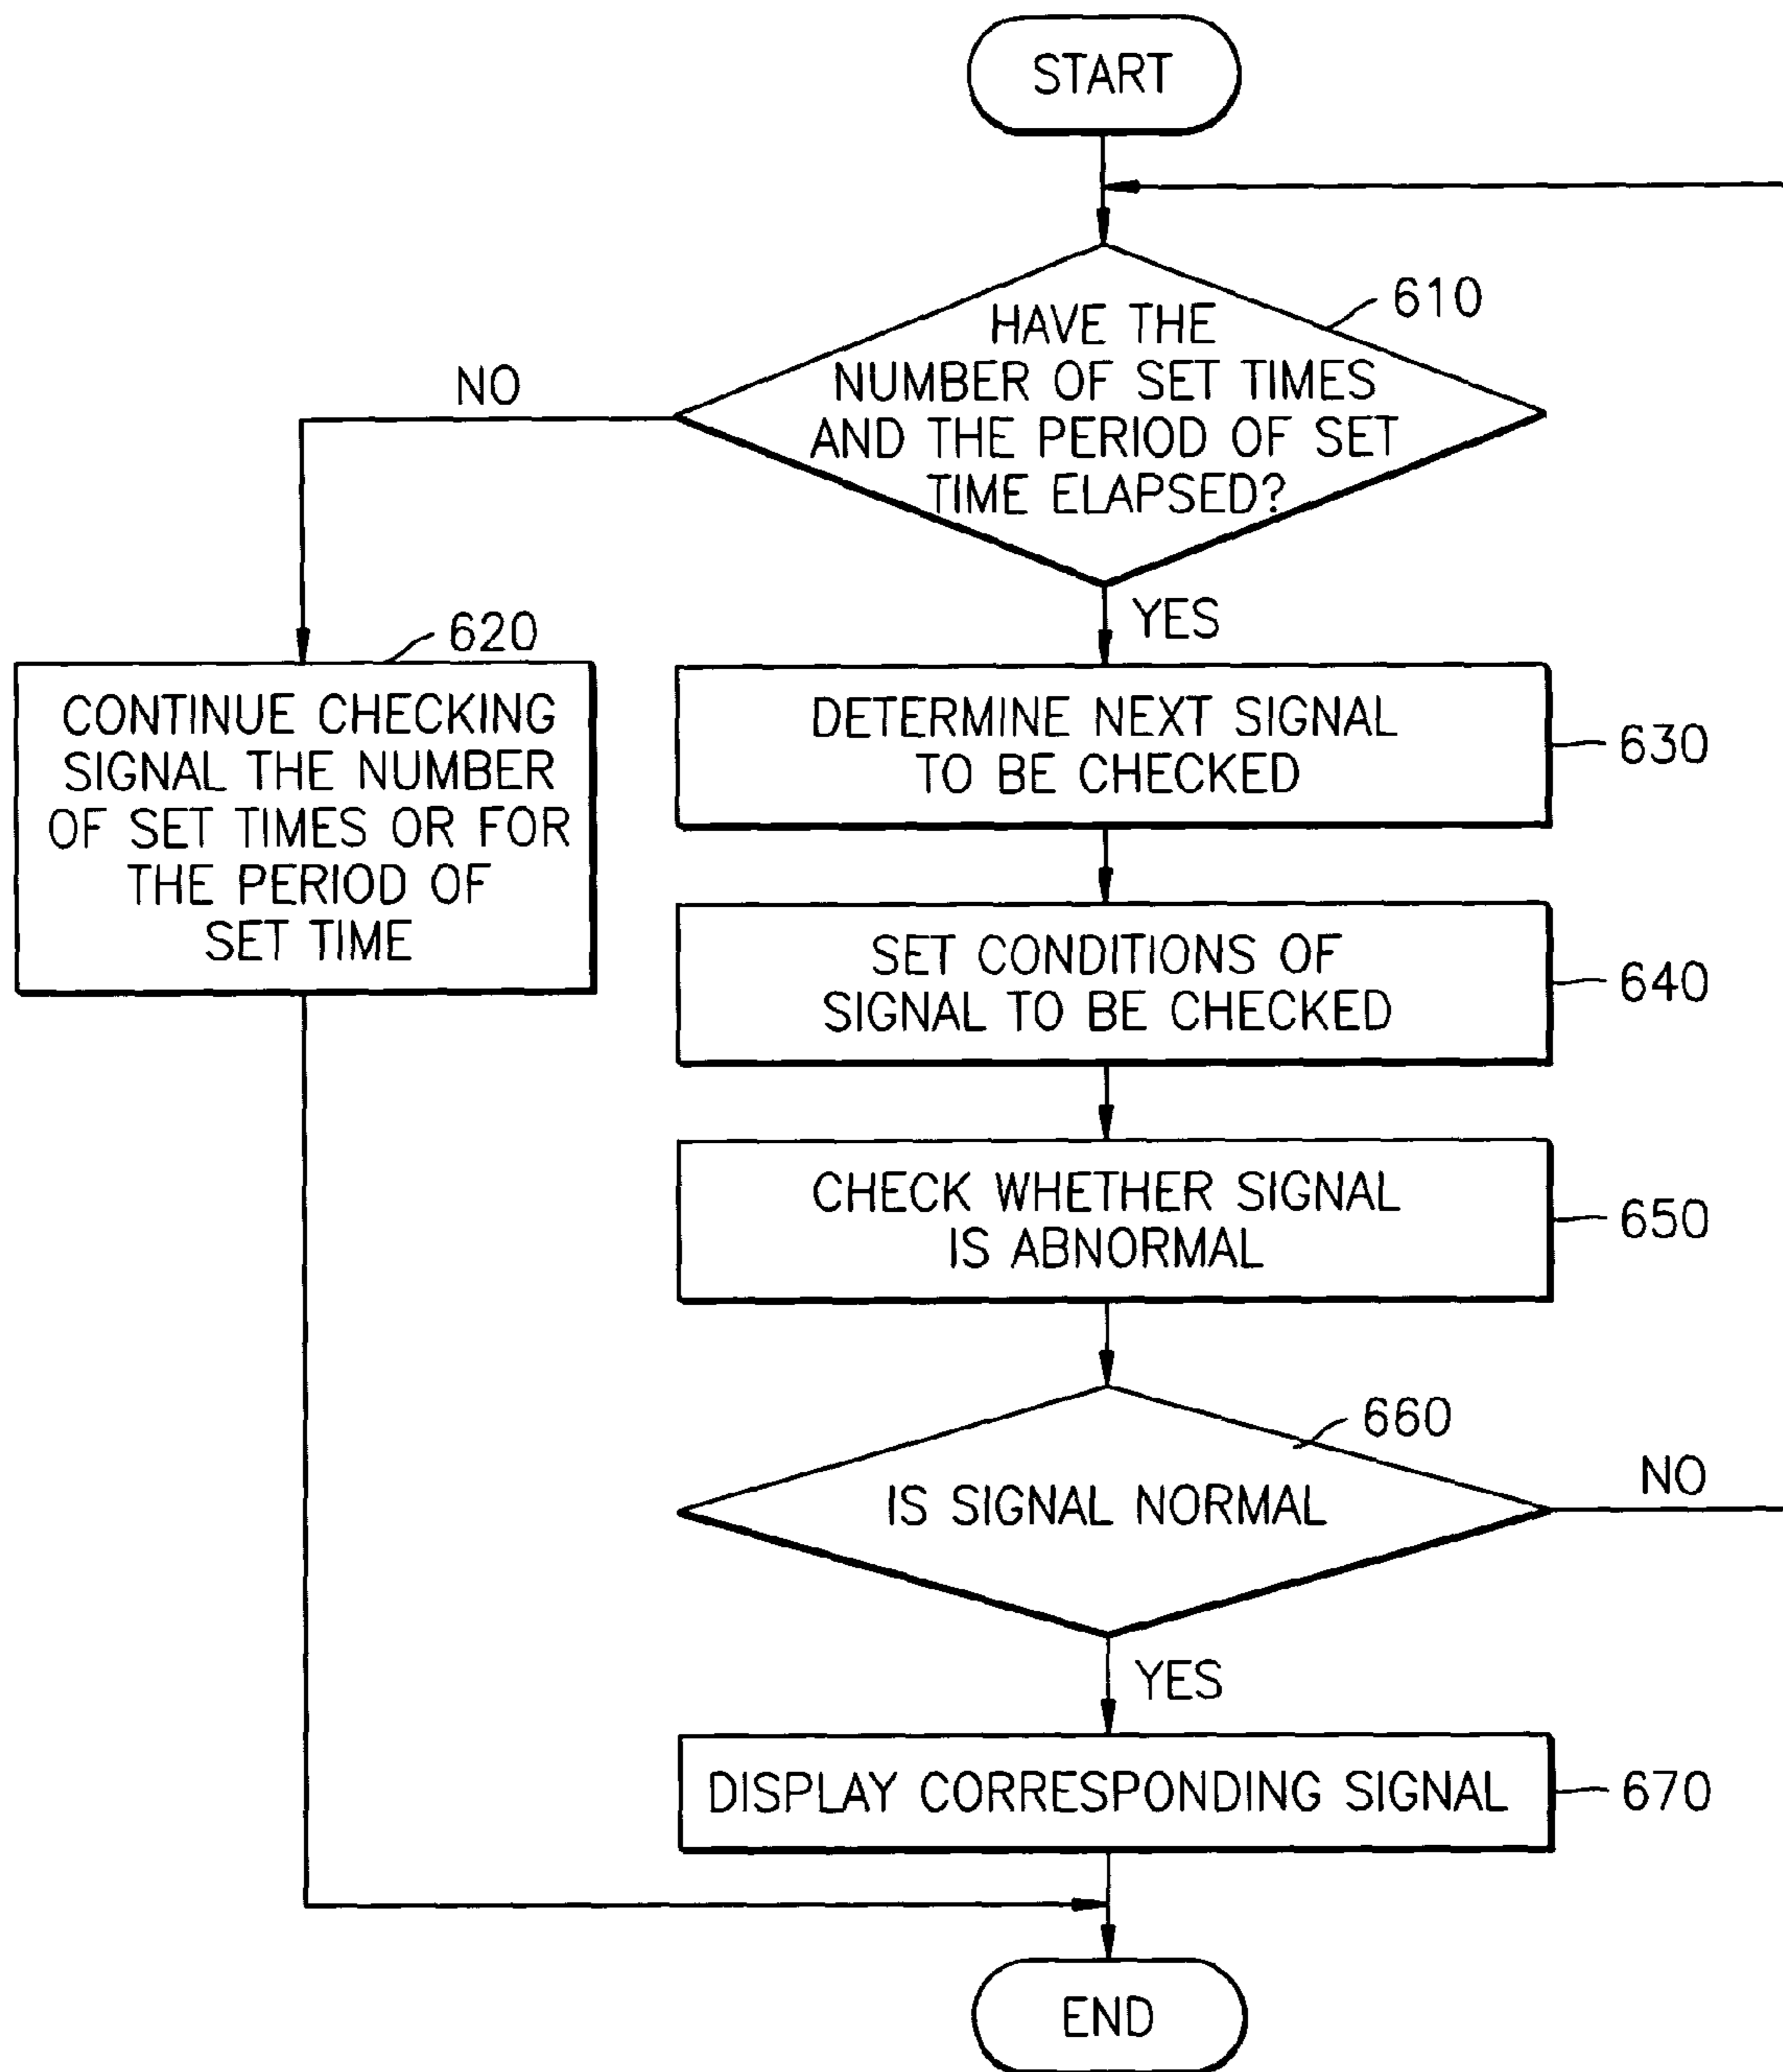 START
610
HAVE THE
NUMBER OF SET TIMES
AND THE PERIOD OF SET
TIME ELAPSED?
NO
YES
620
CONTINUE CHECKING
SIGNAL THE NUMBER
OF SET TIMES OR FOR
THE PERIOD OF
SET TIME
DETERMINE NEXT SIGNAL
TO BE CHECKED
630
SET CONDITIONS OF
SIGNAL TO BE CHECKED
640
CHECK WHETHER SIGNAL
IS ABNORMAL
650
660
IS SIGNAL NORMAL
NO
YES
DISPLAY CORRESPONDING SIGNAL
670
END